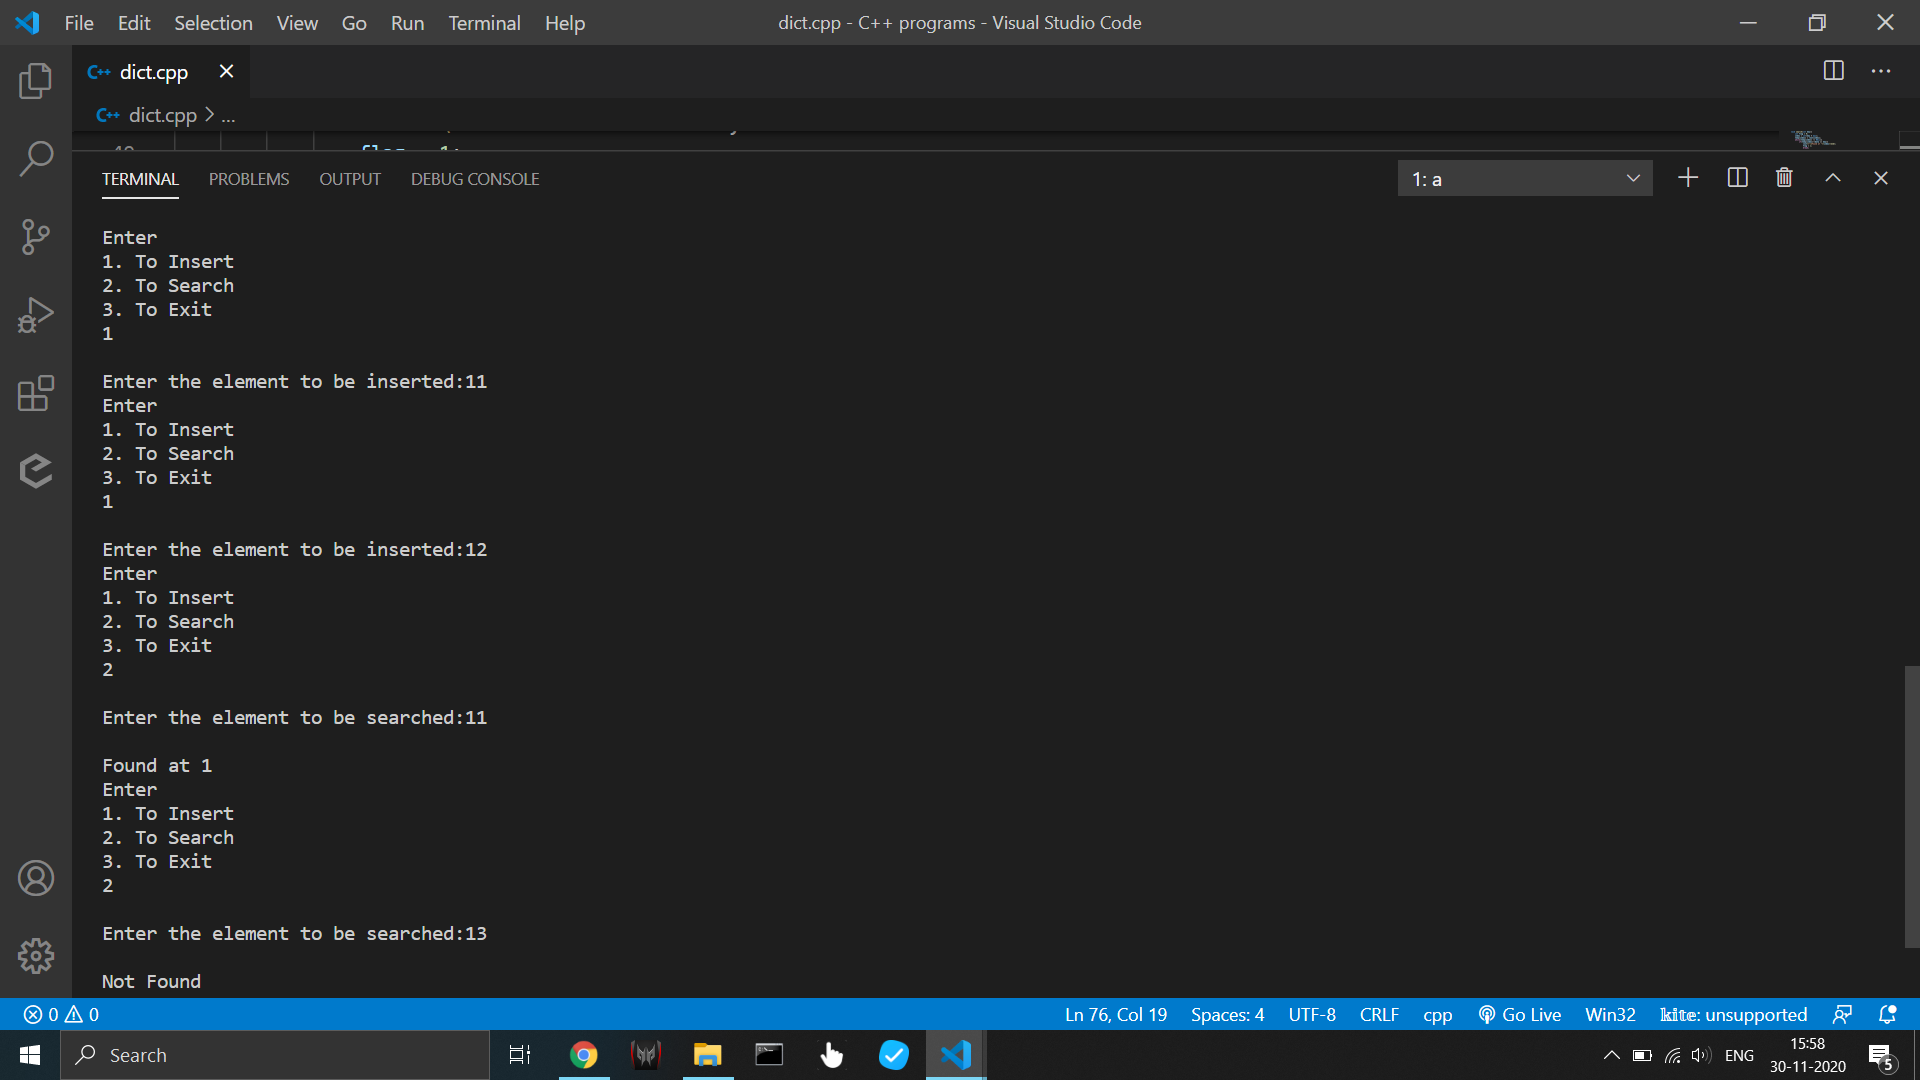 File Edit Selection View Go Run Terminal Help
dict.cpp - C++ programs - Visual Studio Code
dict.cpp
dict.cpp > ...
TERMINAL PROBLEMS OUTPUT DEBUG CONSOLE
1: a
Enter
1. To Insert
2. To Search
3. To Exit
1
Enter the element to be inserted:11
Enter
1. To Insert
2. To Search
3. To Exit
1
Enter the element to be inserted:12
Enter
1. To Insert
2. To Search
3. To Exit
2
Enter the element to be searched:11
Found at 1
Enter
1. To Insert
2. To Search
3. To Exit
2
Enter the element to be searched:13
Not Found
0 0
Ln 76, Col 19 Spaces: 4 UTF-8 CRLF cpp Go Live Win32 kite: unsupported
Search
ENG
15:58
30-11-2020
5